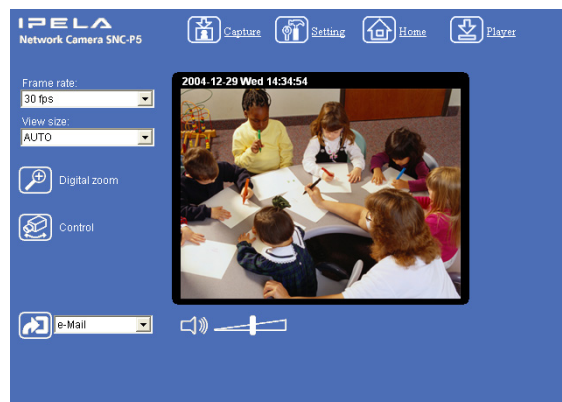 IPELA
Network Camera SNC-P5
Capture
Setting
Home
Player
Frame rate:
30 fps
View size:
AUTO
Digital zoom
Control
e-Mail
2004-12-29 Wed 14:34:54